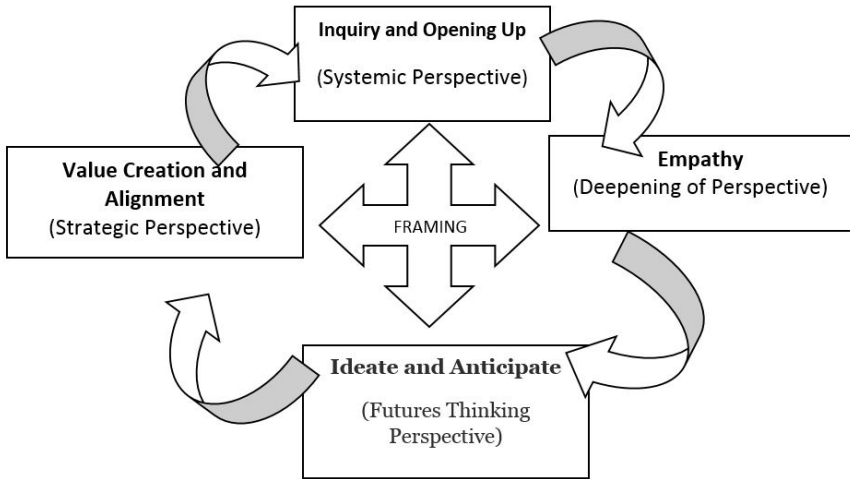 Inquiry and Opening Up
(Systemic Perspective)
Value Creation and
Alignment
(Strategic Perspective)
Empathy
(Deepening of Perspective)
FRAMING
Ideate and Anticipate
(Futures Thinking
Perspective)